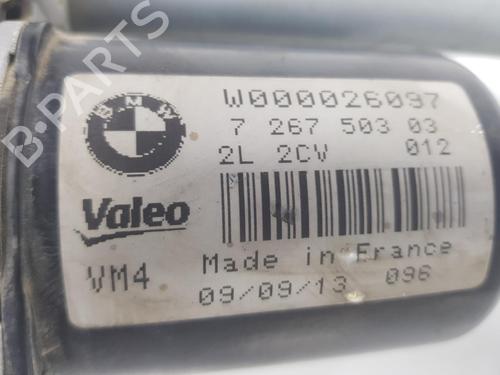 W000026097
BMW
7 267 503 03
2L 2CV 012
Valeo
Made in France
VM4
09/09/13 096
B-PARTS